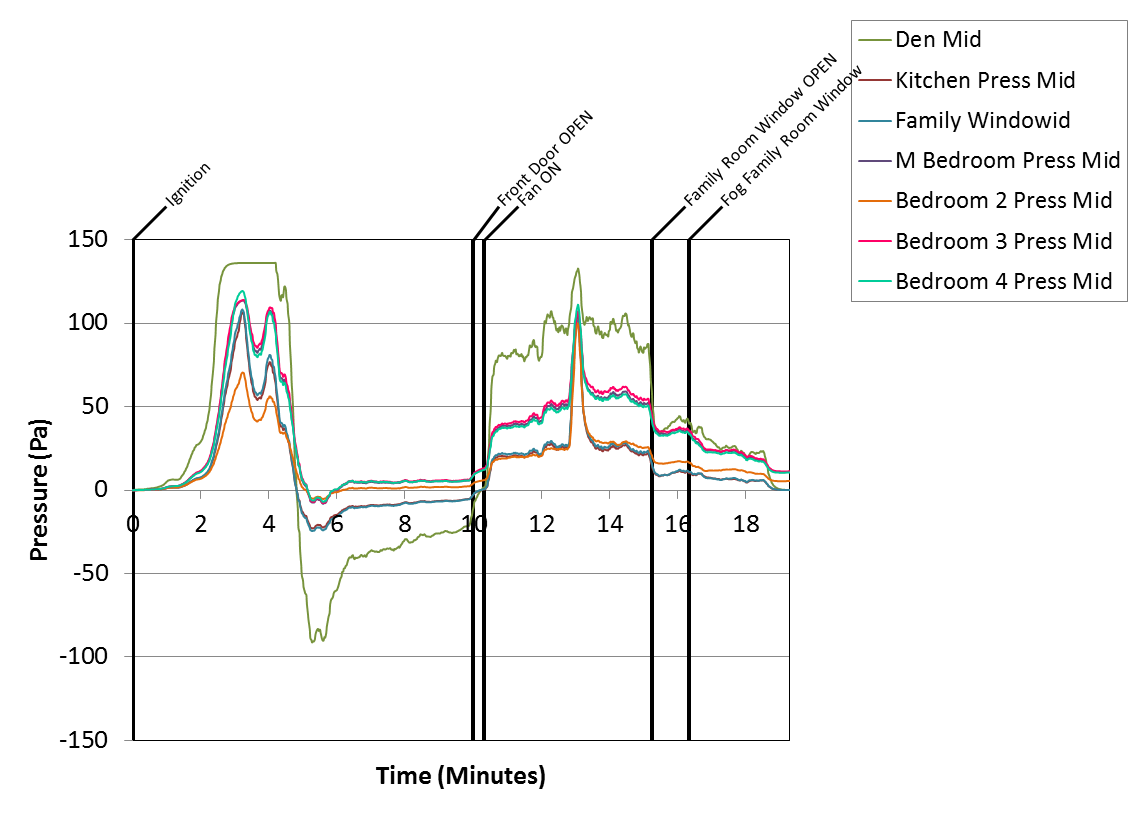 Den Mid
Kitchen Press Mid
Family Windowid
M Bedroom Press Mid
Bedroom 2 Press Mid
Bedroom 3 Press Mid
Bedroom 4 Press Mid
Ignition
Front Door OPEN
Fan ON
Family Room Window OPEN
Fog Family Room Window
150
100
50
0
-50
-100
-150
Pressure (Pa)
0 2 4 6 8 10 12 14 16 18
Time (Minutes)